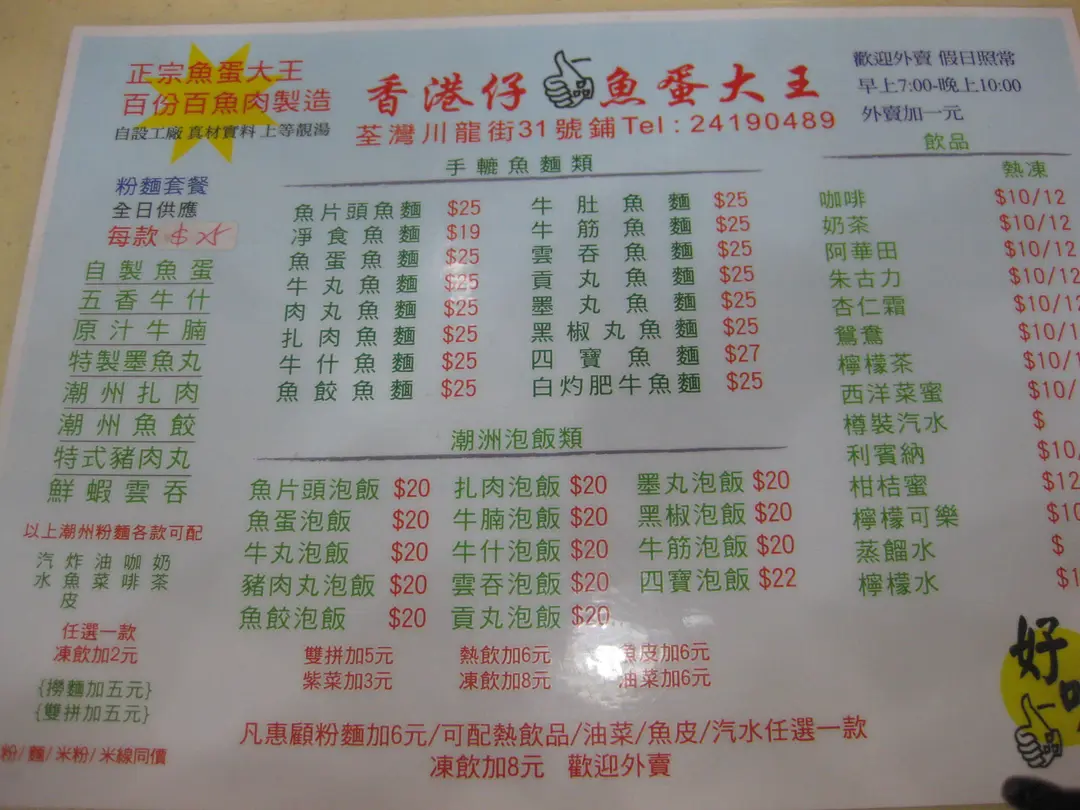 正宗魚蛋大王
百份百魚肉製造
自設工廠 真材實料 上等靚湯
香港仔魚蛋大王
荃灣川龍街31號鋪Tel:24190489
歡迎外賣 假日照常
早上7:00-晚上10:00
外賣加一元
粉麵套餐
全日供應
每款 $25
自製魚蛋
五香牛什
原汁牛腩
特製墨魚丸
潮州扎肉
潮州魚餃
特式豬肉丸
鮮蝦雲吞
以上潮州粉麵各款可配
汽水 炸魚皮 油菜 咖啡 奶茶
任選一款
凍飲加2元
{撈麵加五元}
{雙拼加五元}
粉/麵/米粉/米線同價
手轆魚麵類
魚片頭魚麵 $25
淨食魚麵 $19
魚蛋魚麵 $25
牛丸魚麵 $25
肉丸魚麵 $25
扎肉魚麵 $25
牛什魚麵 $25
魚餃魚麵 $25
牛肚魚麵 $25
牛筋魚麵 $25
雲吞魚麵 $25
貢丸魚麵 $25
墨丸魚麵 $25
黑椒丸魚麵 $25
四寶魚麵 $27
白灼肥牛魚麵 $25
潮洲泡飯類
魚片頭泡飯 $20 扎肉泡飯 $20 墨丸泡飯 $20
魚蛋泡飯 $20 牛腩泡飯 $20 黑椒泡飯 $20
牛丸泡飯 $20 牛什泡飯 $20 牛筋泡飯 $20
豬肉丸泡飯 $20 雲吞泡飯 $20 四寶泡飯 $22
魚餃泡飯 $20 貢丸泡飯 $20
雙拼加5元 熱飲加6元 魚皮加6元
紫菜加3元 凍飲加8元 油菜加6元
凡惠顧粉麵加6元/可配熱飲品/油菜/魚皮/汽水任選一款
凍飲加8元 歡迎外賣
飲品
熱凍
咖啡 $10/12
奶茶 $10/12
阿華田 $10/12
朱古力 $10/12
杏仁霜 $10/12
鴛鴦 $10/1
檸檬茶 $10/1
西洋菜蜜 $10/
樽裝汽水 $
利賓納 $10/
柑桔蜜 $12
檸檬可樂 $10
蒸餾水 $
檸檬水 $1
好